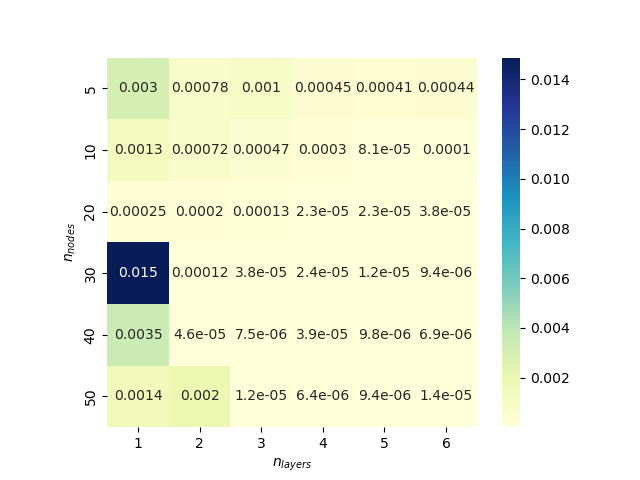 5 0.003 0.00078 0.001 0.00045 0.00041 0.00044
10 0.0013 0.00072 0.00047 0.0003 8.1e-05 0.0001
20 0.00025 0.0002 0.00013 2.3e-05 2.3e-05 3.8e-05
30 0.015 0.00012 3.8e-05 2.4e-05 1.2e-05 9.4e-06
40 0.0035 4.6e-05 7.5e-06 3.9e-05 9.8e-06 6.9e-06
50 0.0014 0.002 1.2e-05 6.4e-06 9.4e-06 1.4e-05
1 2 3 4 5 6
n_layers
n_nodes
0.014
0.012
0.010
0.008
0.006
0.004
0.002